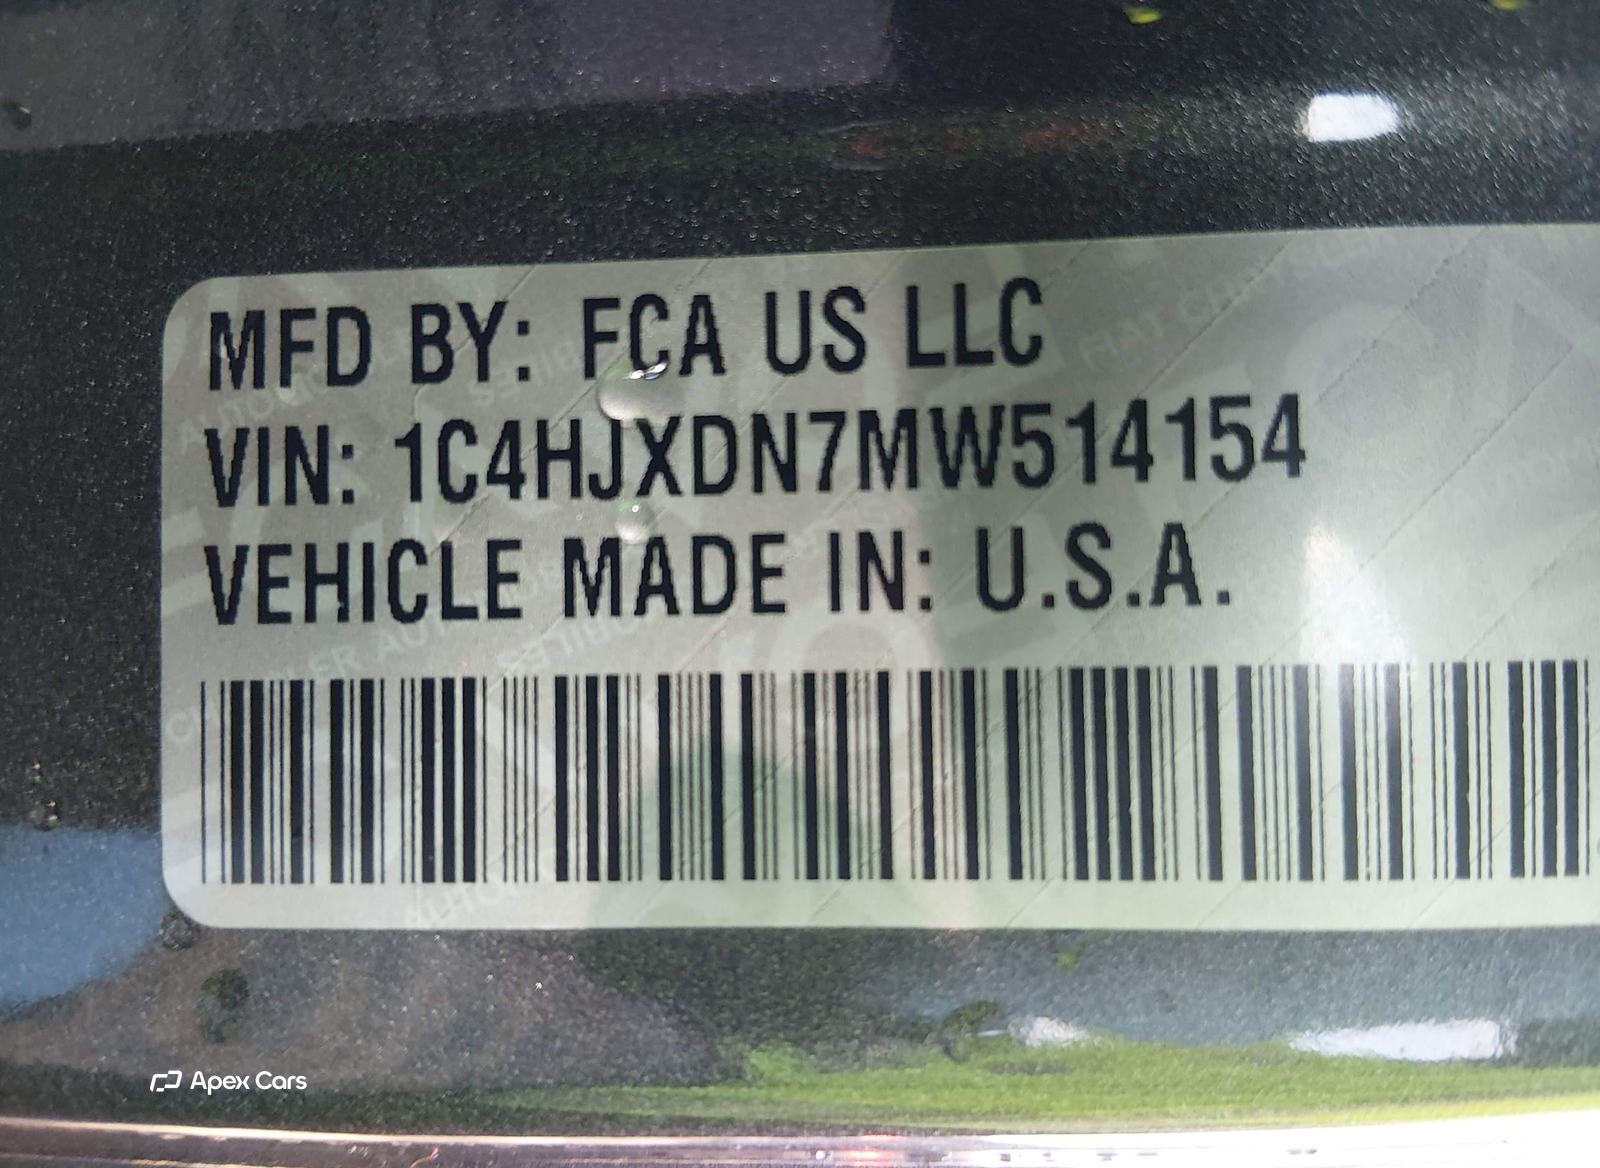 MFD BY: FCA US LLC
VIN: 1C4HJXDN7MW514154
VEHICLE MADE IN: U.S.A.
Apex Cars